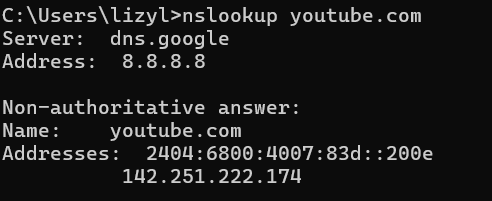 C:\Users\lizyl>nslookup youtube.com
Server:  dns.google
Address:  8.8.8.8

Non-authoritative answer:
Name:    youtube.com
Addresses:  2404:6800:4007:83d::200e
          142.251.222.174